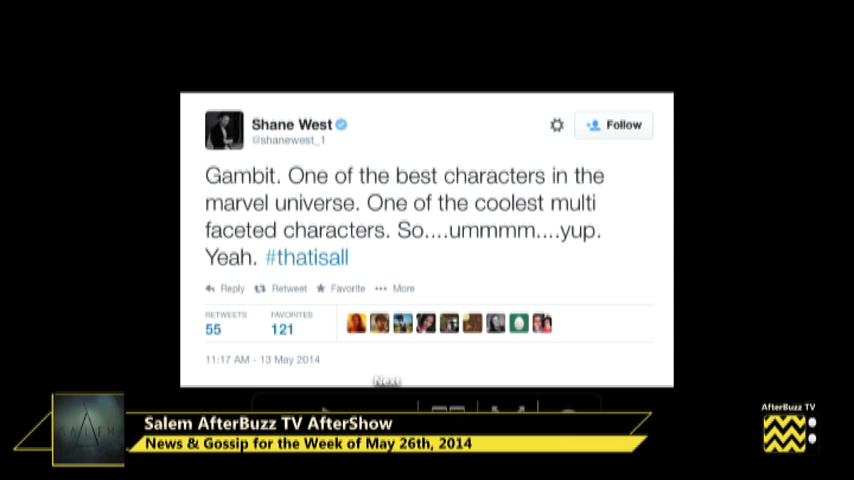 Shane West
@shanewest_1
Follow
Gambit. One of the best characters in the
marvel universe. One of the coolest multi
faceted characters. So....ummmm....yup.
Yeah. #thatisall
Reply Retweet Favorite More
RETWEETS FAVORITES
55 121
11:17 AM - 13 May 2014
Next
SALEM
Salem AfterBuzz TV AfterShow
News & Gossip for the Week of May 26th, 2014
AfterBuzz TV